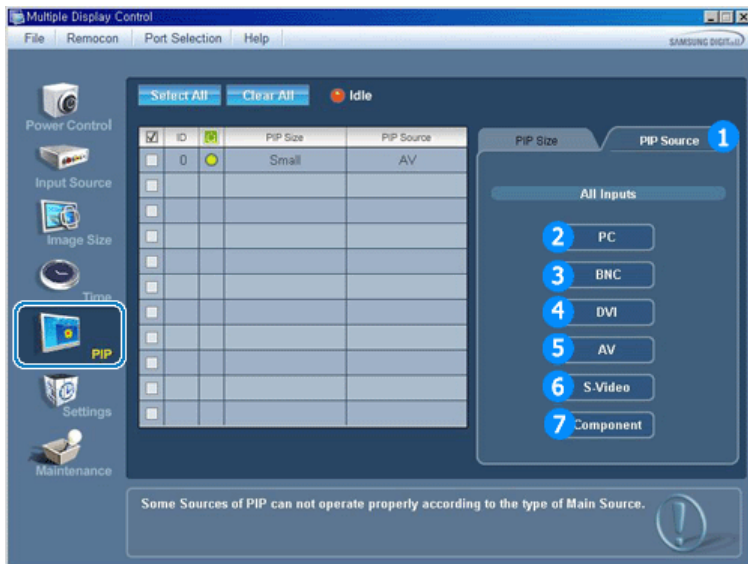 Multiple Display Control
File Remocon Port Selection Help
SAMSUNG DIGITall
Select All Clear All Idle
Power Control
ID PIP Size PIP Source
0 Small AV
PIP Size PIP Source 1
Input Source
All Inputs
Image Size
2 PC
3 BNC
Time
4 DVI
PIP
5 AV
6 S-Video
Settings
7 Component
Maintenance
Some Sources of PIP can not operate properly according to the type of Main Source.